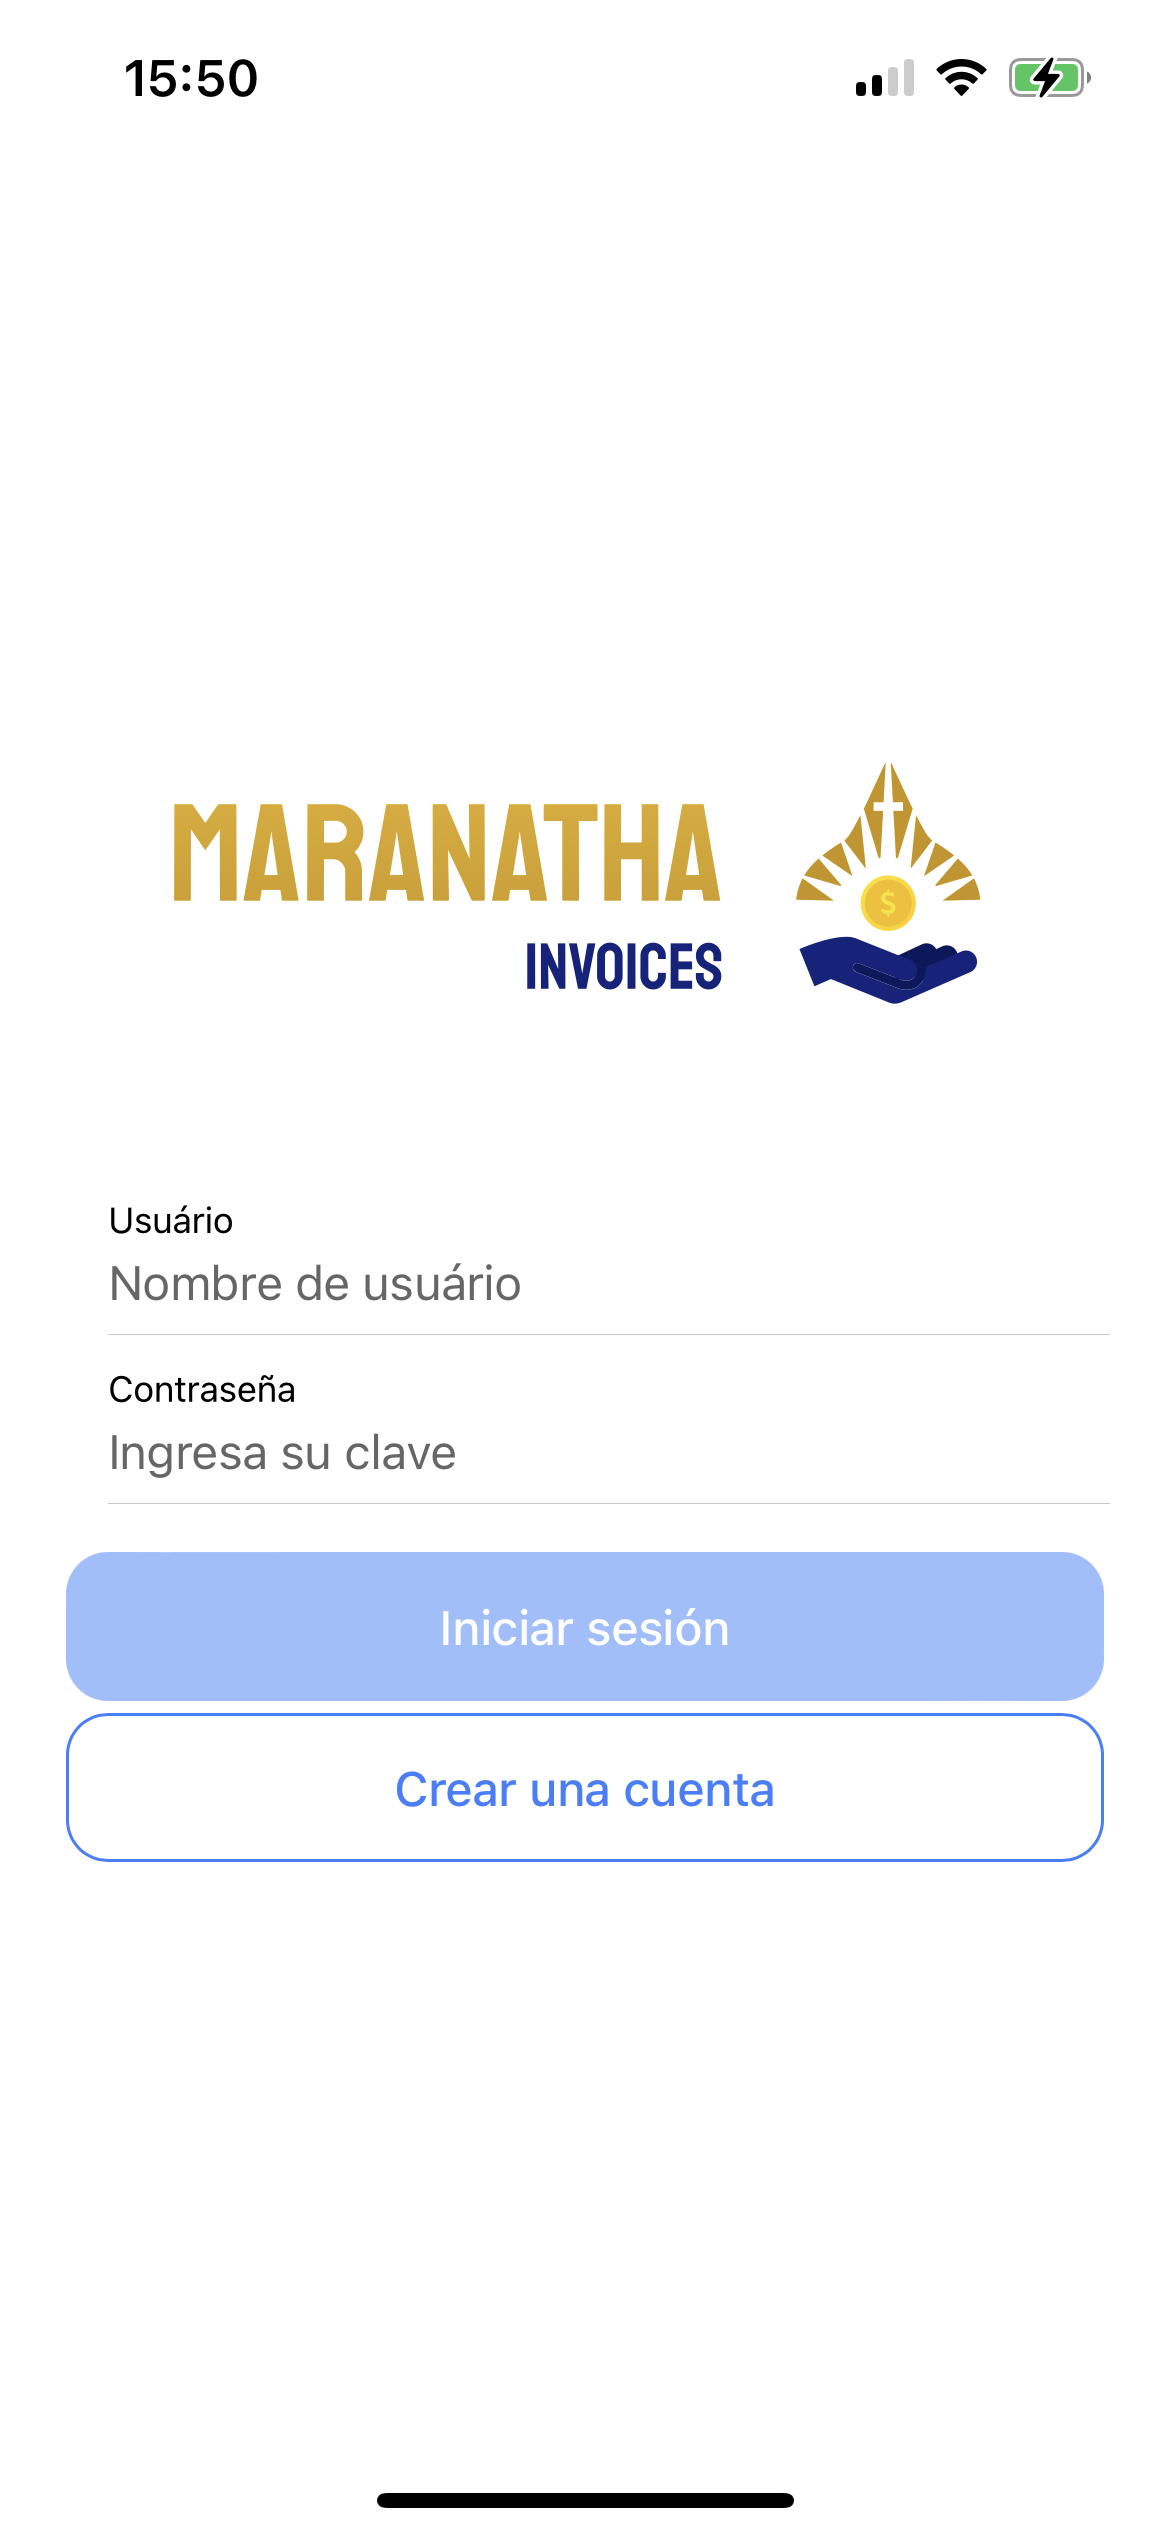 15:50
MARANATHA
INVOICES
$
Usuário
Nombre de usuário
Contraseña
Ingresa su clave
Iniciar sesión
Crear una cuenta